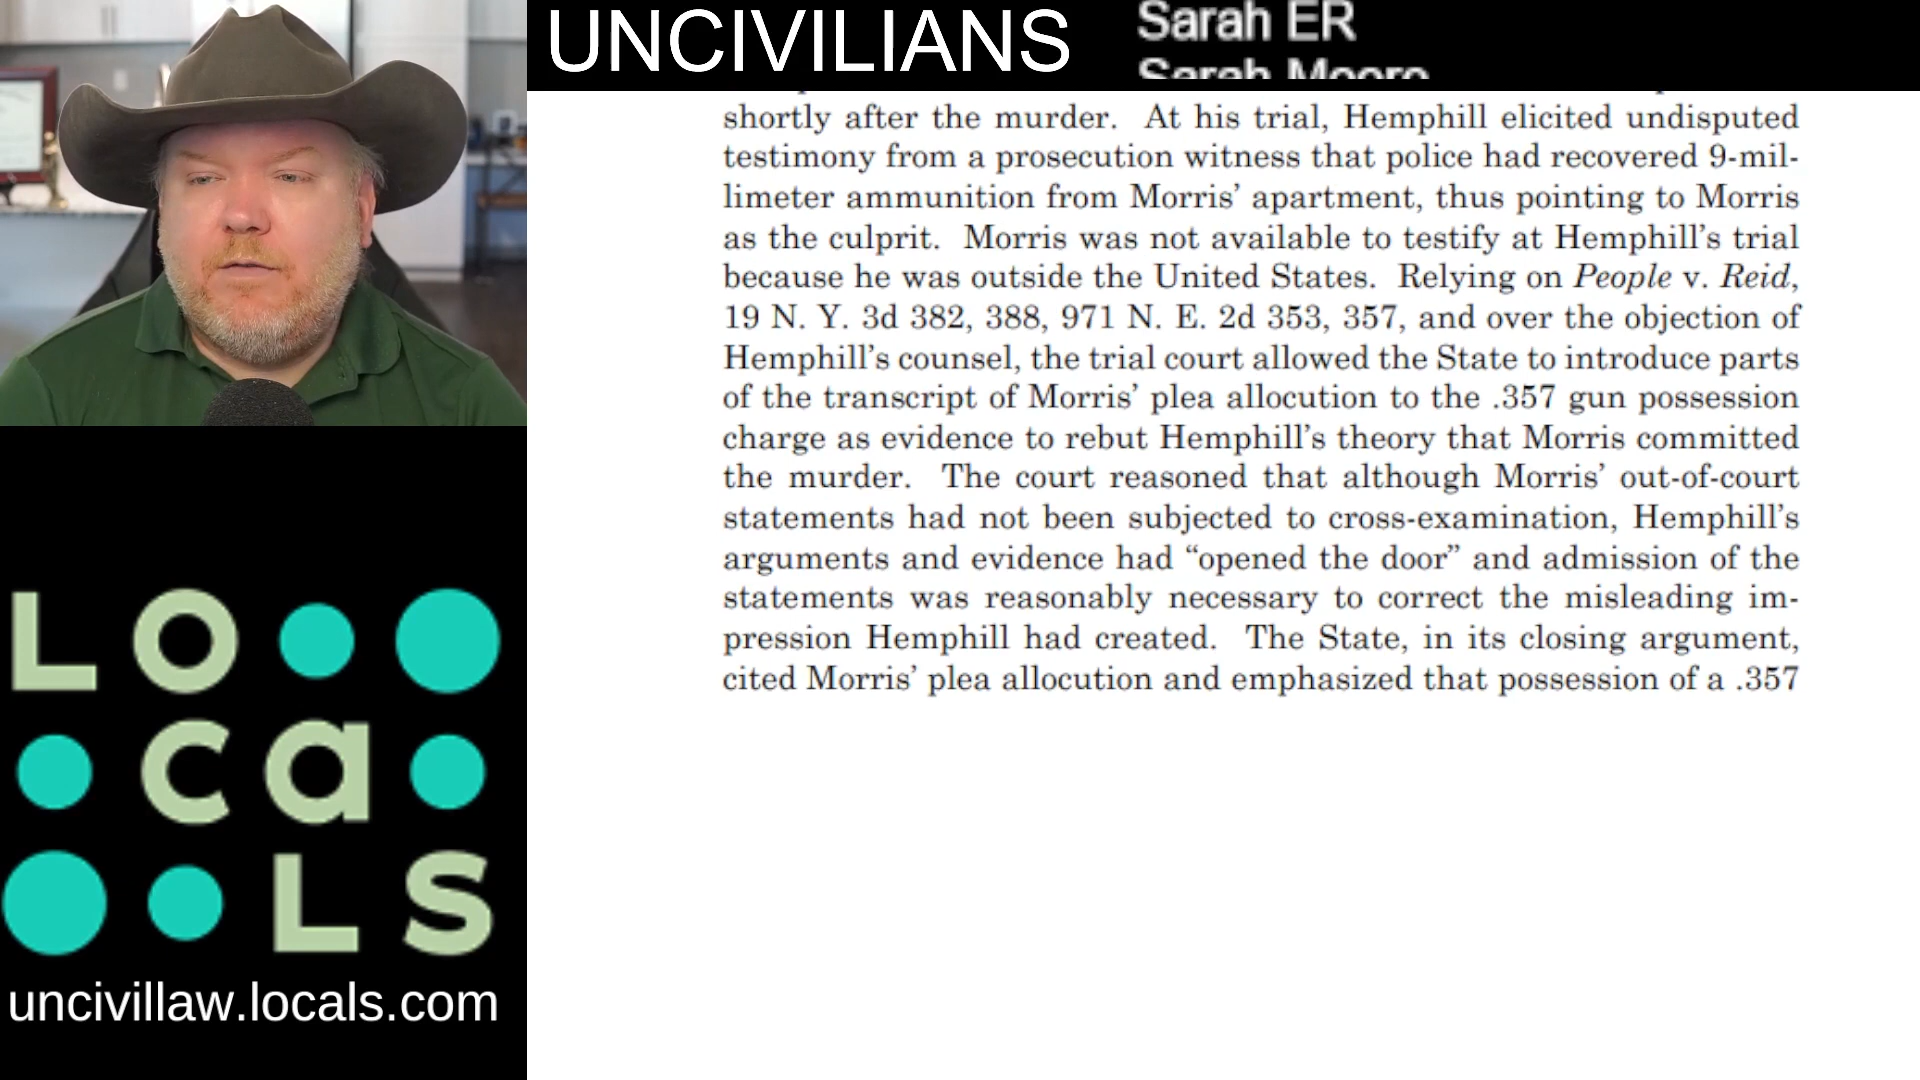 UNCIVILIANS
Sarah ER
Sarah Moore
shortly after the murder. At his trial, Hemphill elicited undisputed
testimony from a prosecution witness that police had recovered 9-mil-
limeter ammunition from Morris’ apartment, thus pointing to Morris
as the culprit. Morris was not available to testify at Hemphill’s trial
because he was outside the United States. Relying on People v. Reid,
19 N. Y. 3d 382, 388, 971 N. E. 2d 353, 357, and over the objection of
Hemphill’s counsel, the trial court allowed the State to introduce parts
of the transcript of Morris’ plea allocution to the .357 gun possession
charge as evidence to rebut Hemphill’s theory that Morris committed
the murder. The court reasoned that although Morris’ out-of-court
statements had not been subjected to cross-examination, Hemphill’s
arguments and evidence had “opened the door” and admission of the
statements was reasonably necessary to correct the misleading im-
pression Hemphill had created. The State, in its closing argument,
cited Morris’ plea allocution and emphasized that possession of a .357
LO
ca
LS
uncivillaw.locals.com